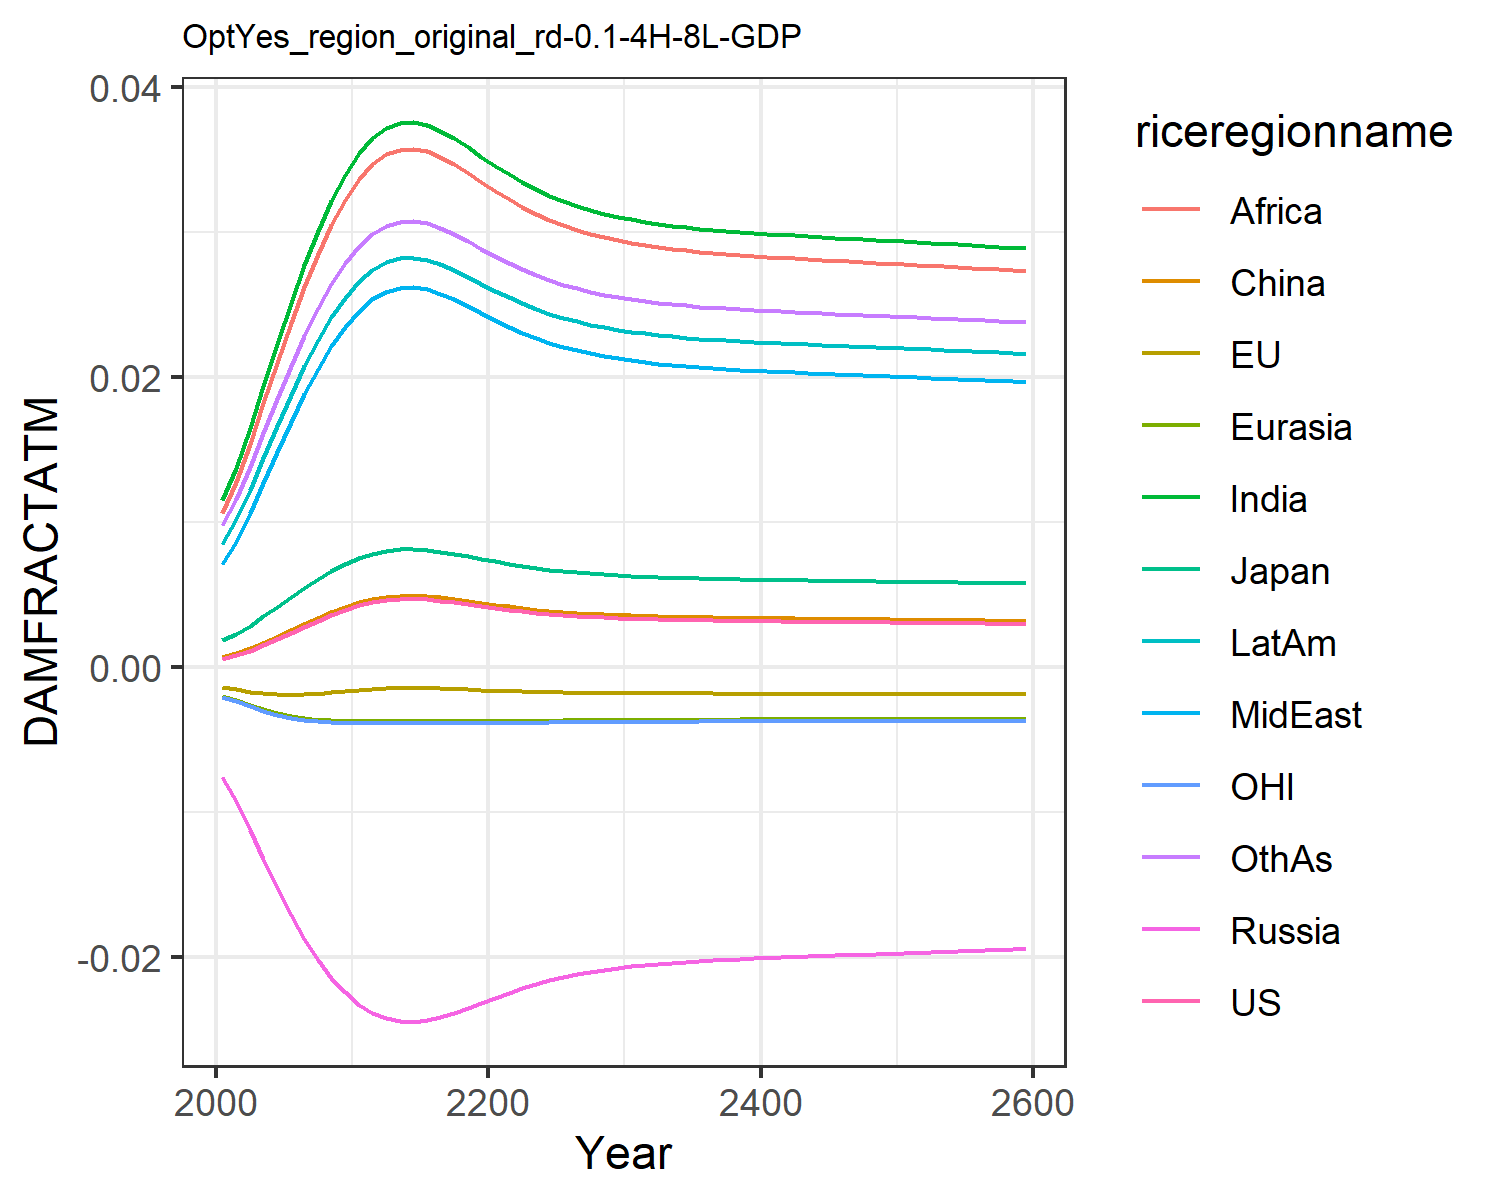 OptYes_region_original_rd-0.1-4H-8L-GDP
0.04
0.02
0.00
-0.02
DAMFRACTATM
2000 2200 2400 2600
Year
riceregionname
Africa
China
EU
Eurasia
India
Japan
LatAm
MidEast
OHI
OthAs
Russia
US